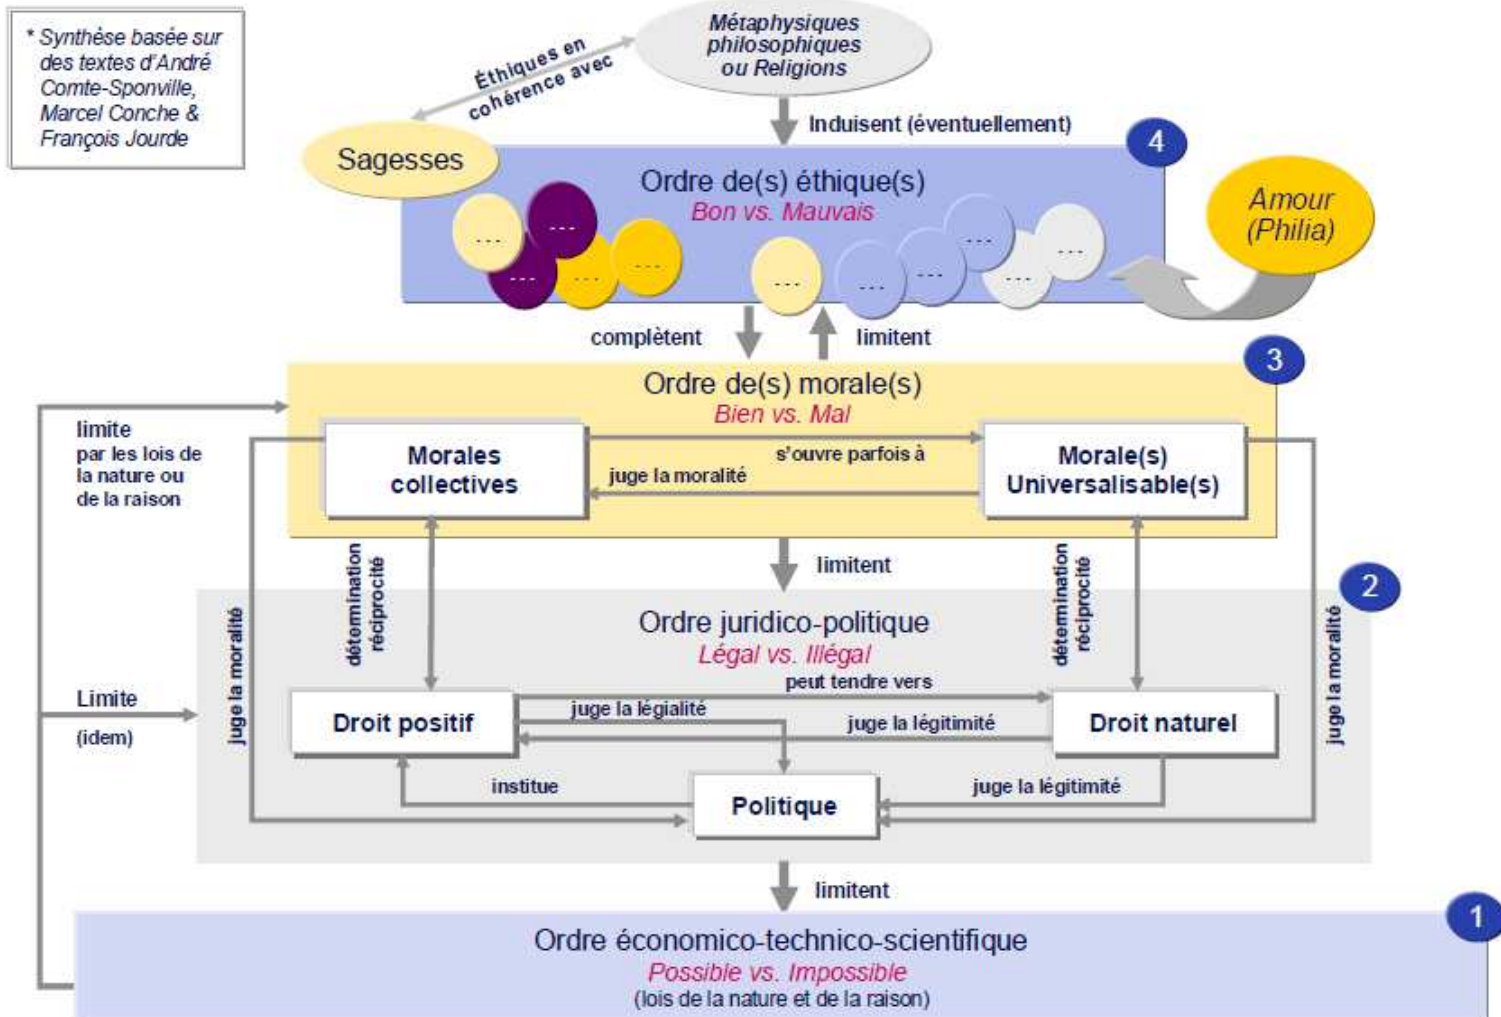 * Synthèse basée sur
des textes d'André
Comte-Sponville,
Marcel Conche &
François Jourde
Métaphysiques
philosophiques
ou Religions
Éthiques en
cohérence avec
Induisent (éventuellement)
4
Sagesses
Ordre de(s) éthique(s)
Bon vs. Mauvais
Amour
(Philia)
...
...
...
...
...
...
...
...
...
...
...
complètent
limitent
3
Ordre de(s) morale(s)
Bien vs. Mal
limite
par les lois de
la nature ou
de la raison
Morales
collectives
s'ouvre parfois à
juge la moralité
Morale(s)
Universalisable(s)
limitent
détermination
réciprocité
détermination
réciprocité
juge la moralité
juge la moralité
2
Ordre juridico-politique
Légal vs. Illégal
Limite
(idem)
peut tendre vers
Droit positif
juge la légialité
juge la légitimité
Droit naturel
institue
Politique
juge la légitimité
limitent
1
Ordre économico-technico-scientifique
Possible vs. Impossible
(lois de la nature et de la raison)